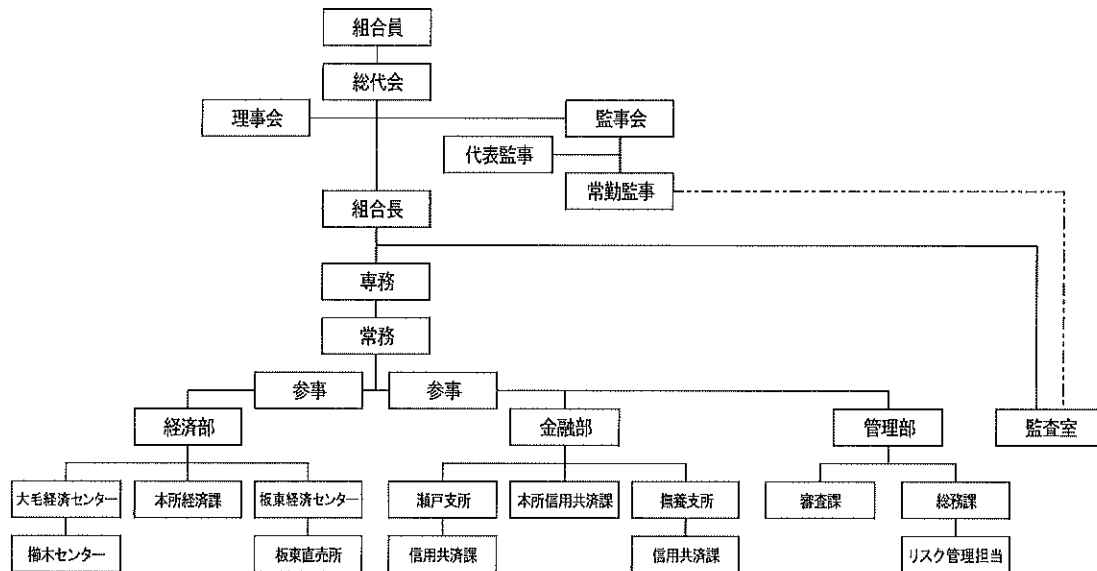 組合員
総代会
理事会
監事会
代表監事
常勤監事
組合長
専務
常務
参事
参事
経済部
金融部
管理部
監査室
大毛経済センター
本所経済課
板東経済センター
瀬戸支所
本所信用共済課
撫養支所
審査課
総務課
櫛木センター
板東直売所
信用共済課
信用共済課
リスク管理担当